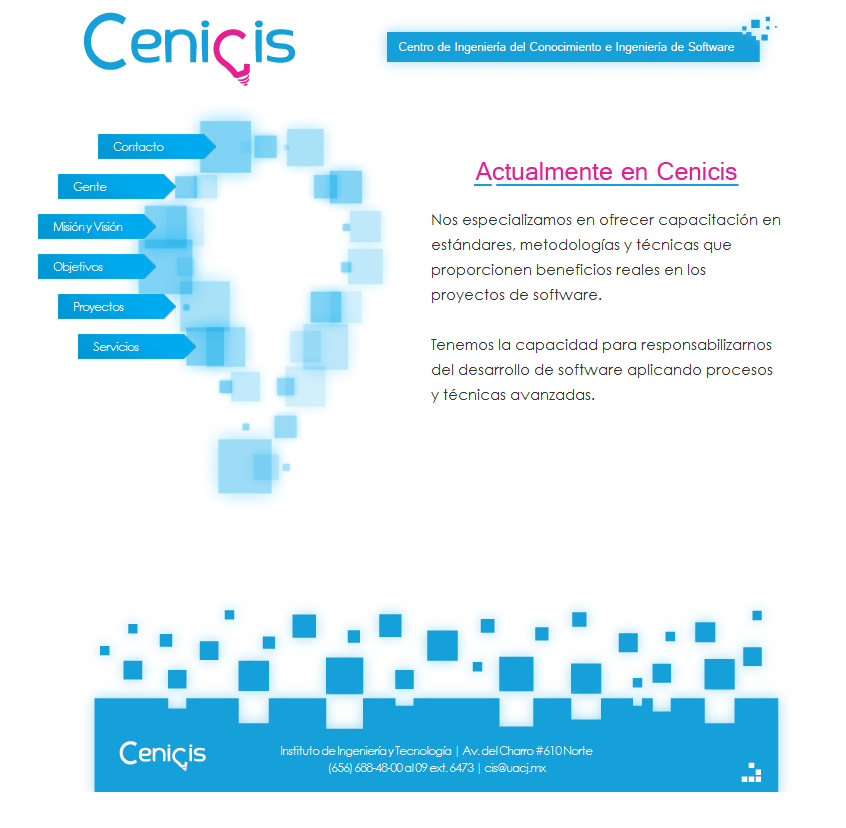 Cenicis
Centro de Ingeniería del Conocimiento e Ingeniería de Software
Contacto
Gente
Misión y Visión
Objetivos
Proyectos
Servicios
Actualmente en Cenicis
Nos especializamos en ofrecer capacitación en
estándares, metodologías y técnicas que
proporcionen beneficios reales en los
proyectos de software.
Tenemos la capacidad para responsabilizarnos
del desarrollo de software aplicando procesos
y técnicas avanzadas.
Cenicis
Instituto de Ingeniería y Tecnología | Av. del Charro #610 Norte
(656) 688-48-00 al 09 ext. 6473 | cis@uacj.mx